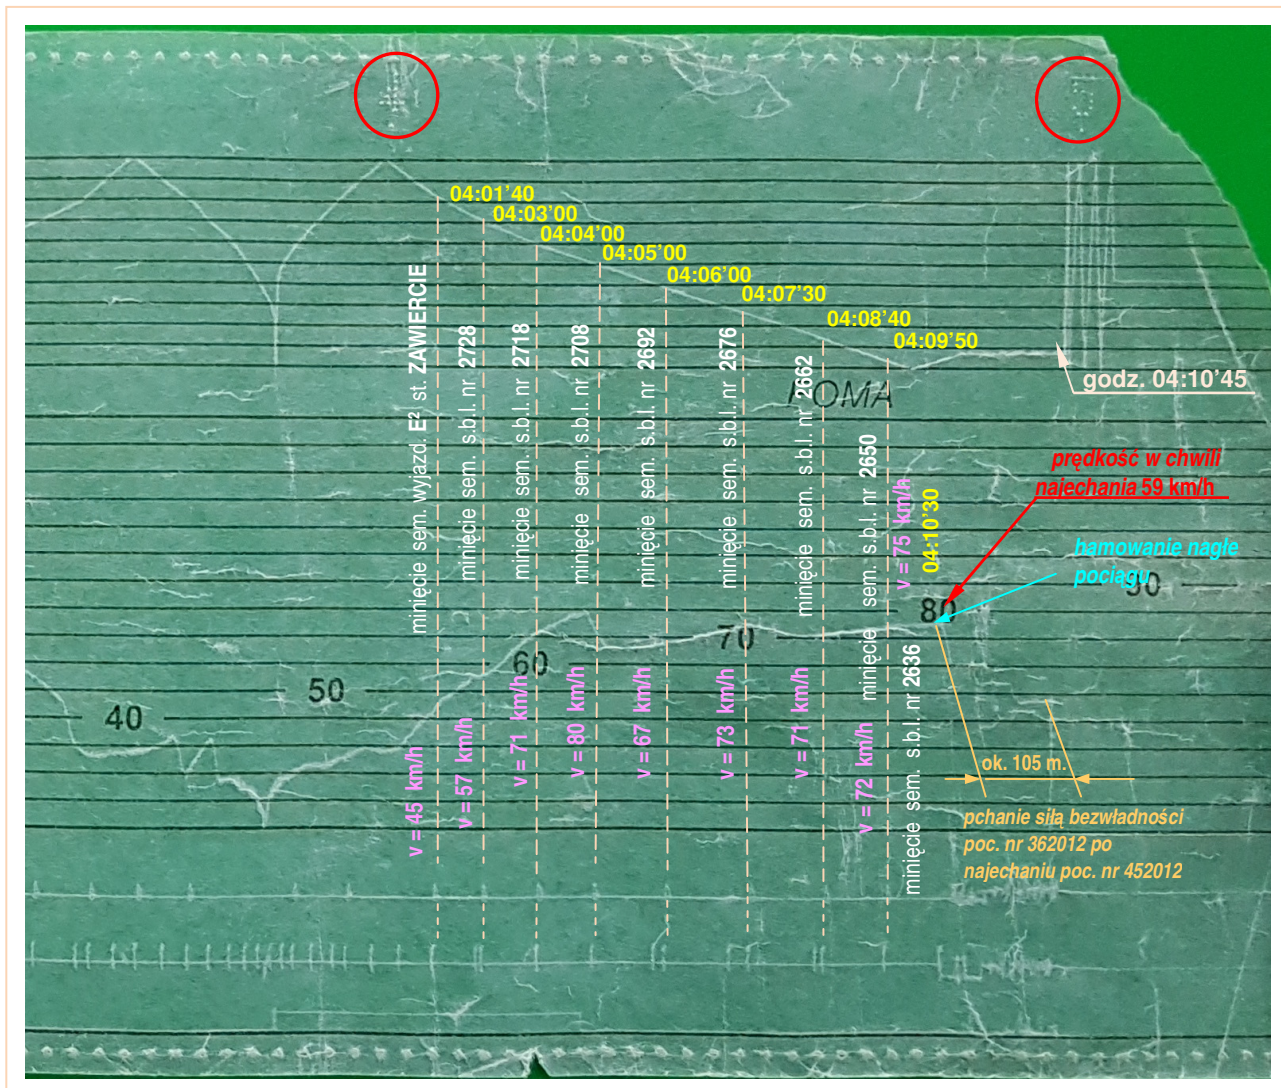 04:01’40
04:03’00
04:04’00
04:05’00
04:06’00
04:07’30
04:08’40
04:09’50
godz. 04:10’45
minięcie sem. wyjazd. E² st. ZAWIERCIE
minięcie sem. s.b.l. nr 2728
minięcie sem. s.b.l. nr 2718
minięcie sem. s.b.l. nr 2708
minięcie sem. s.b.l. nr 2692
minięcie sem. s.b.l. nr 2676
minięcie sem. s.b.l. nr 2662
minięcie sem. s.b.l. nr 2650
minięcie sem. s.b.l. nr 2636
v = 45 km/h
v = 57 km/h
v = 71 km/h
v = 80 km/h
v = 67 km/h
v = 73 km/h
v = 71 km/h
v = 72 km/h
v = 75 km/h
04:10’30
prędkość w chwili
najechania 59 km/h
hamowanie nagłe
pociągu
40
50
60
70
80
ok. 105 m.
pchanie siłą bezwładności
poc. nr 362012 po
najechaniu poc. nr 452012